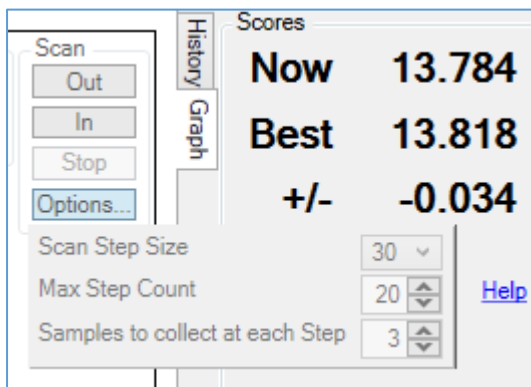 Scan
Out
In
Stop
Options...
History
Graph
Scores
Now 13.784
Best 13.818
+/- -0.034
Scan Step Size 30
Max Step Count 20
Samples to collect at each Step 3
Help